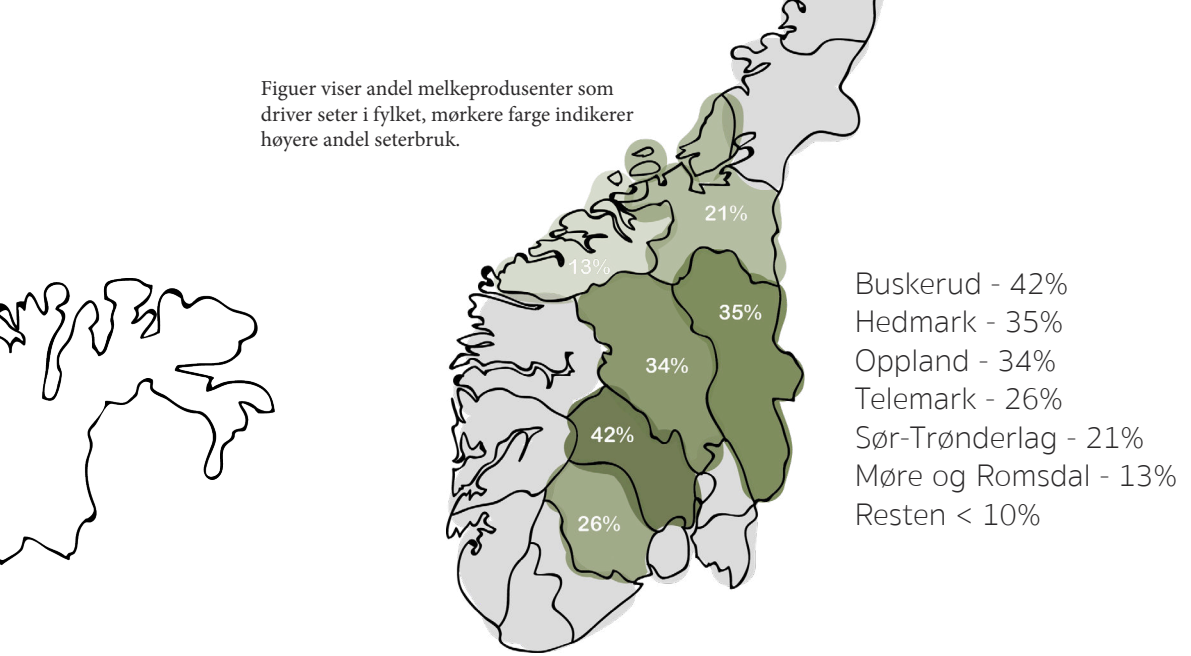 Figuer viser andel melkeprodusenter som
driver seter i fylket, mørkere farge indikerer
høyere andel seterbruk.
21%
13%
35%
34%
42%
26%
Buskerud - 42%
Hedmark - 35%
Oppland - 34%
Telemark - 26%
Sør-Trønderlag - 21%
Møre og Romsdal - 13%
Resten < 10%